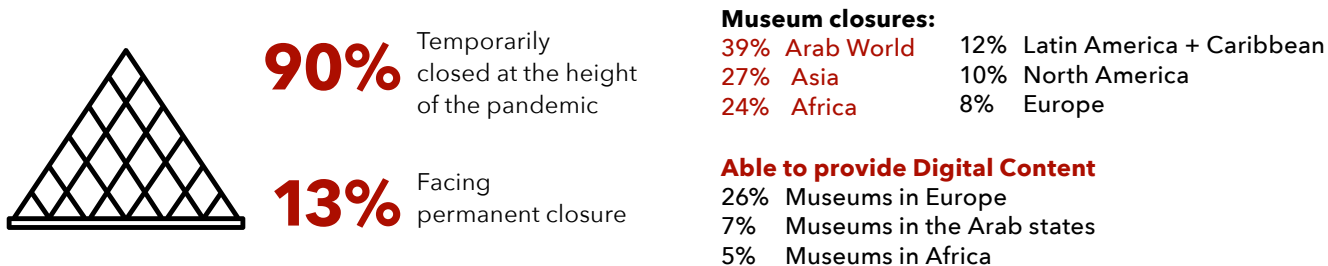 90%
Temporarily
closed at the height
of the pandemic
13%
Facing
permanent closure
Museum closures:
39% Arab World
27% Asia
24% Africa
12% Latin America + Caribbean
10% North America
8% Europe
Able to provide Digital Content
26% Museums in Europe
7% Museums in the Arab states
5% Museums in Africa